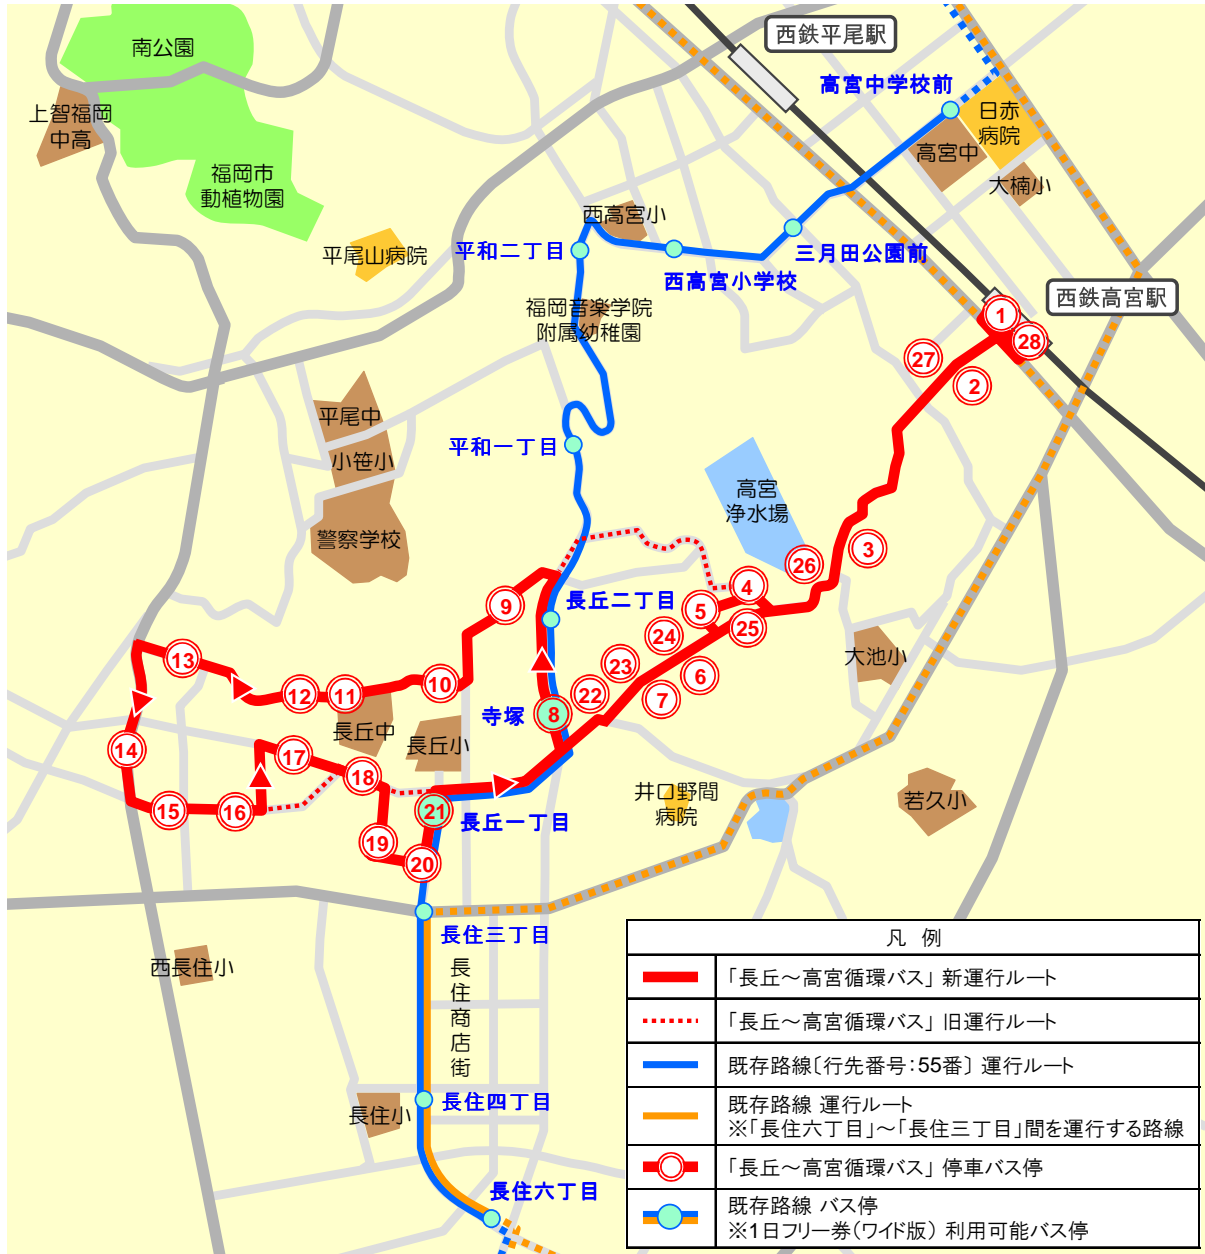 南公園
西鉄平尾駅
高宮中学校前
上智福岡
中高
日赤
病院
高宮中
大楠小
福岡市
動植物園
西高宮小
平尾山病院
平和二丁目
三月田公園前
西高宮小学校
西鉄高宮駅
福岡音楽学院
附属幼稚園
1
28
27
2
平尾中
平和一丁目
小笹小
高宮
浄水場
警察学校
3
26
4
9
長丘二丁目
5
24
25
大池小
13
23
10
12
11
22
7
6
寺塚
8
長丘中
長丘小
14
17
18
井口野間
病院
若久小
15
16
21
長丘一丁目
19
20
長住三丁目
西長住小
長住商店街
長住四丁目
長住小
長住六丁目
凡 例
「長丘～高宮循環バス」 新運行ルート
「長丘～高宮循環バス」 旧運行ルート
既存路線〔行先番号：55番〕 運行ルート
既存路線 運行ルート
※「長住六丁目」～「長住三丁目」間を運行する路線
「長丘～高宮循環バス」 停車バス停
既存路線 バス停
※1日フリー券（ワイド版） 利用可能バス停